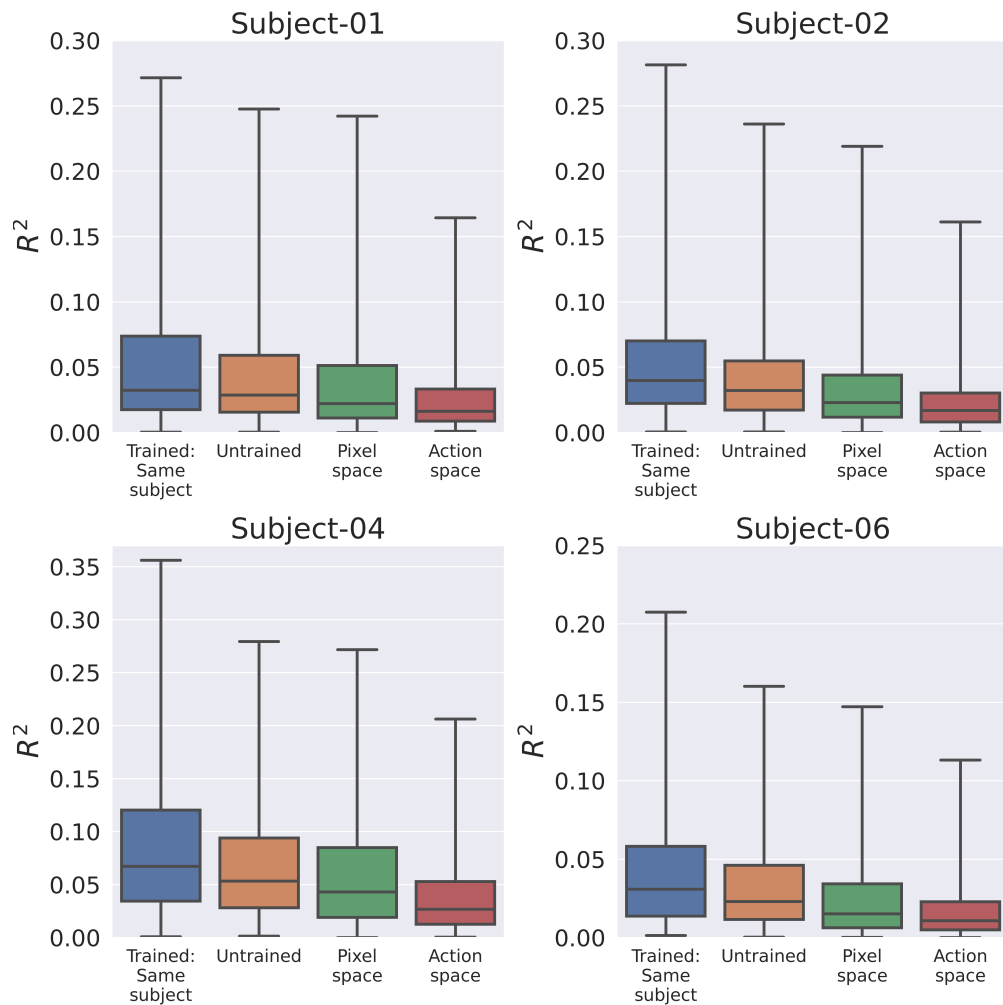 Subject-01
0.30
0.25
0.20
0.15
0.10
0.05
0.00
R²
Trained:
Same
subject
Untrained
Pixel
space
Action
space
Subject-02
0.30
0.25
0.20
0.15
0.10
0.05
0.00
R²
Trained:
Same
subject
Untrained
Pixel
space
Action
space
Subject-04
0.35
0.30
0.25
0.20
0.15
0.10
0.05
0.00
R²
Trained:
Same
subject
Untrained
Pixel
space
Action
space
Subject-06
0.25
0.20
0.15
0.10
0.05
0.00
R²
Trained:
Same
subject
Untrained
Pixel
space
Action
space